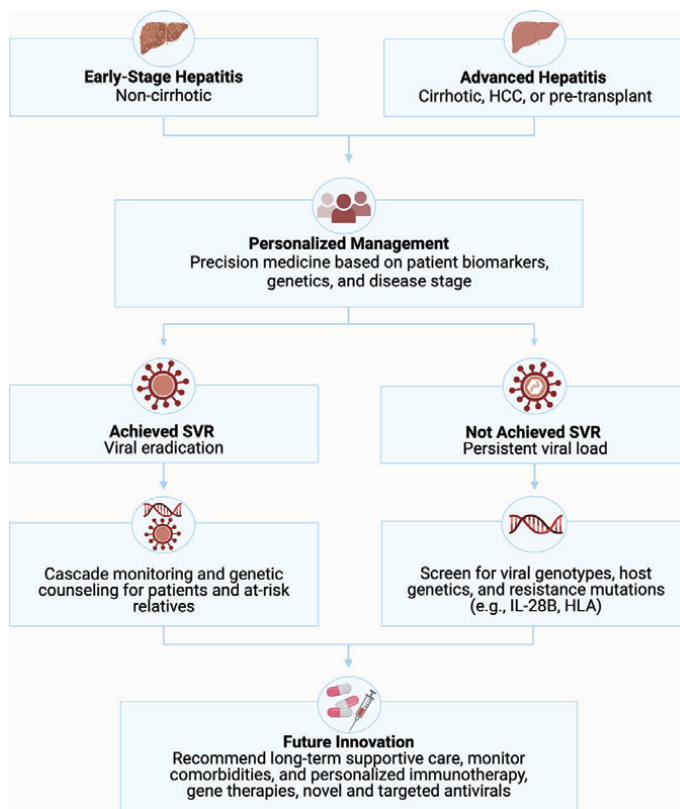 Early-Stage Hepatitis
Non-cirrhotic
Advanced Hepatitis
Cirrhotic, HCC, or pre-transplant
Personalized Management
Precision medicine based on patient biomarkers,
genetics, and disease stage
Achieved SVR
Viral eradication
Not Achieved SVR
Persistent viral load
Cascade monitoring and genetic
counseling for patients and at-risk
relatives
Screen for viral genotypes, host
genetics, and resistance mutations
(e.g., IL-28B, HLA)
Future Innovation
Recommend long-term supportive care, monitor
comorbidities, and personalized immunotherapy,
gene therapies, novel and targeted antivirals